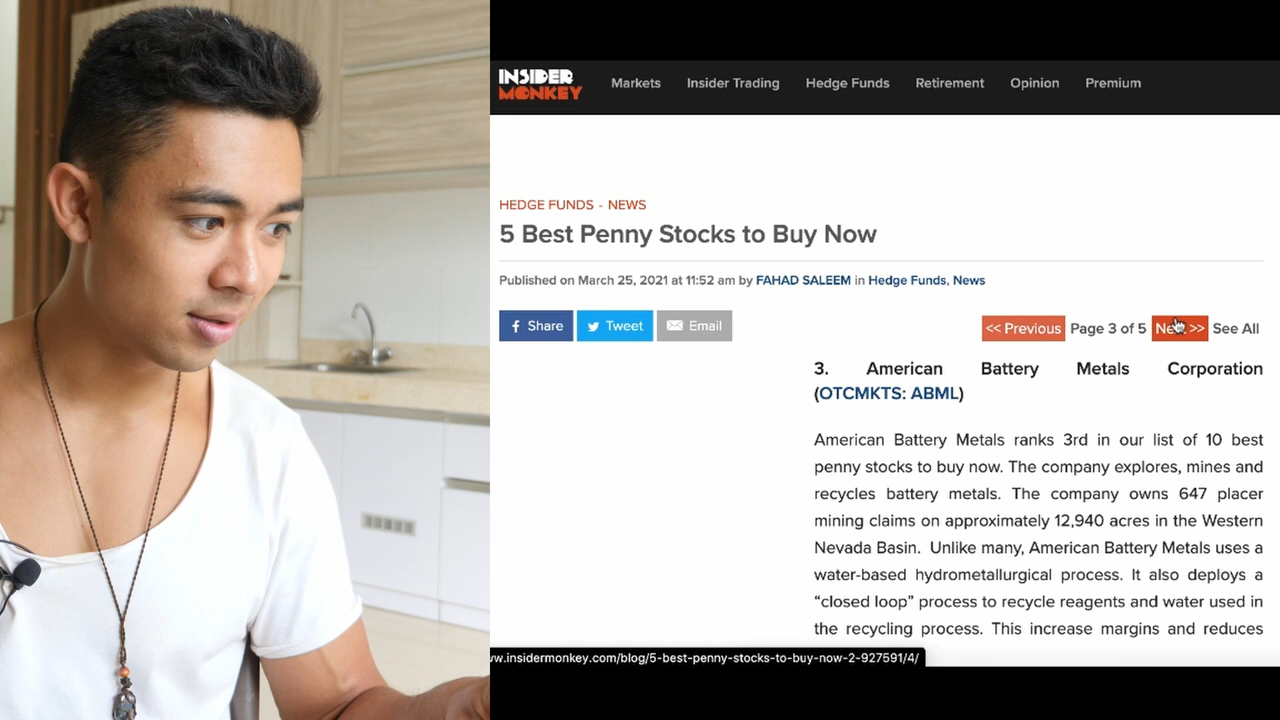 INSIDER
MONKEY
Markets Insider Trading Hedge Funds Retirement Opinion Premium
HEDGE FUNDS - NEWS
5 Best Penny Stocks to Buy Now
Published on March 25, 2021 at 11:52 am by FAHAD SALEEM in Hedge Funds, News
Share Tweet Email
<< Previous Page 3 of 5 >> See All
3. American Battery Metals Corporation
(OTCMKTS: ABML)
American Battery Metals ranks 3rd in our list of 10 best
penny stocks to buy now. The company explores, mines and
recycles battery metals. The company owns 647 placer
mining claims on approximately 12,940 acres in the Western
Nevada Basin. Unlike many, American Battery Metals uses a
water-based hydrometallurgical process. It also deploys a
“closed loop” process to recycle reagents and water used in
the recycling process. This increase margins and reduces
w.insidermonkey.com/blog/5-best-penny-stocks-to-buy-now-2-927591/4/